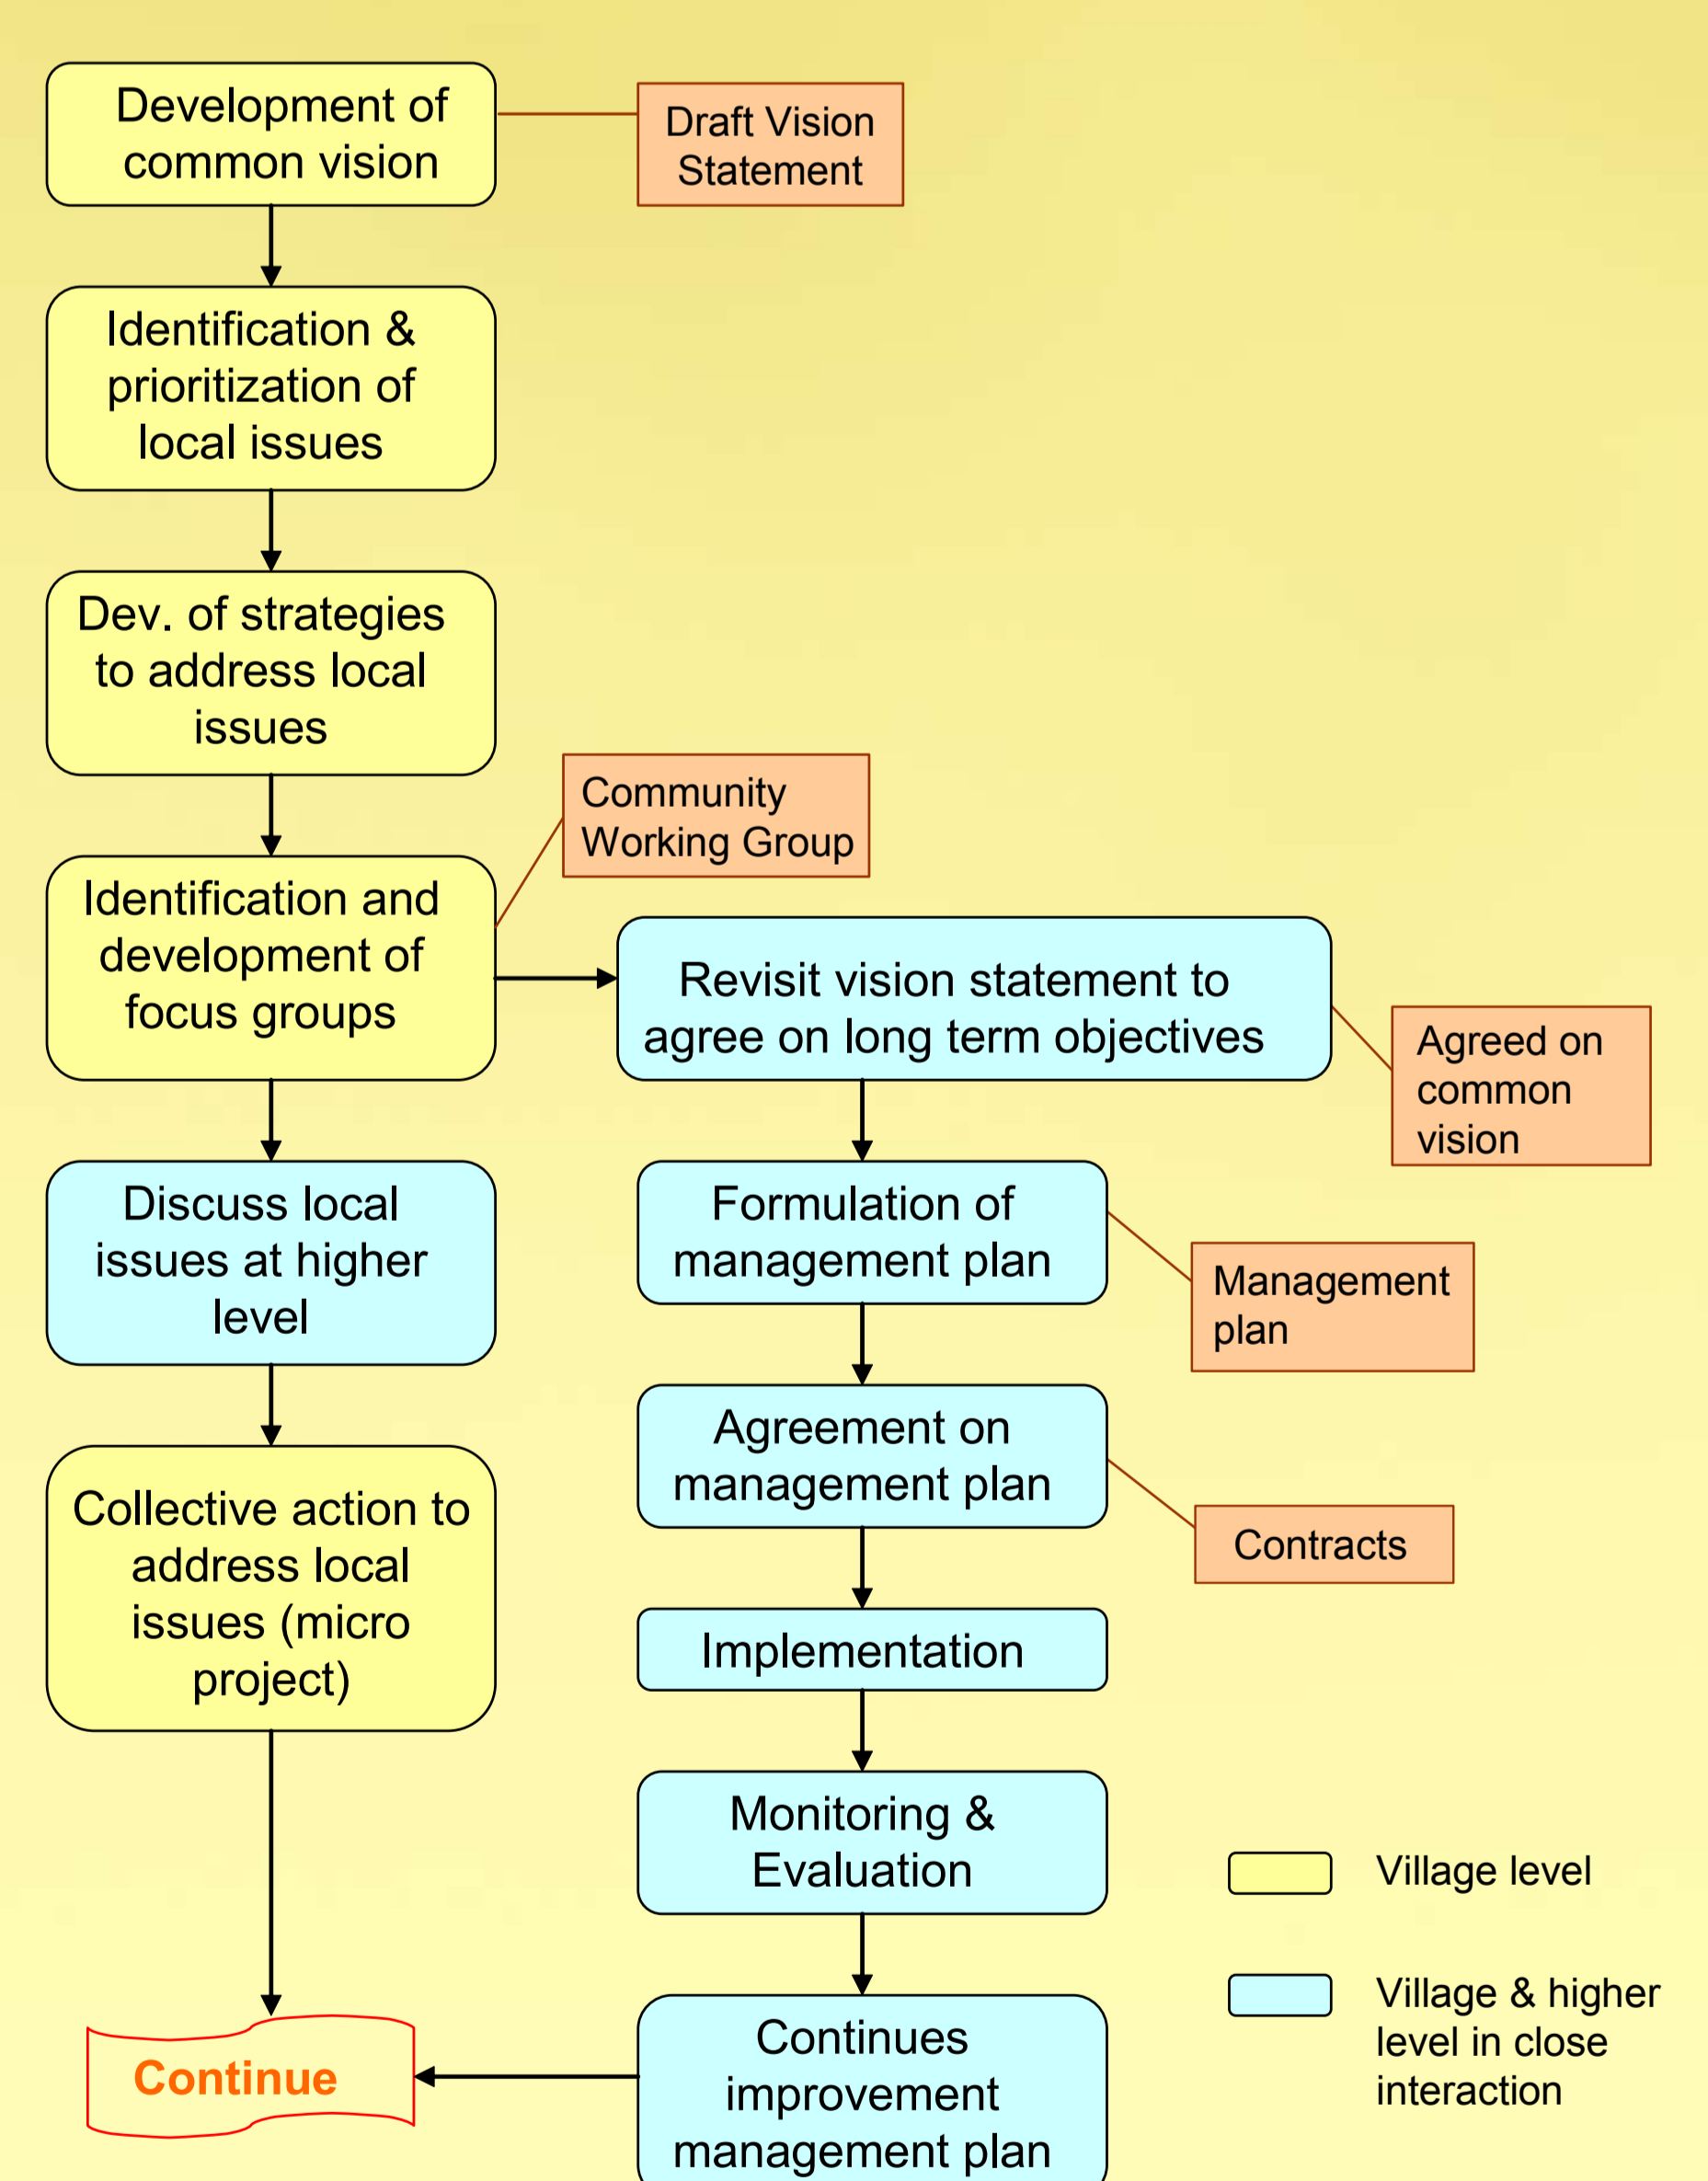 Development of
common vision
Draft Vision
Statement
Identification &
prioritization of
local issues
Dev. of strategies
to address local
issues
Community
Working Group
Identification and
development of
focus groups
Revisit vision statement to
agree on long term objectives
Agreed on
common
vision
Discuss local
issues at higher
level
Formulation of
management plan
Management
plan
Agreement on
management plan
Contracts
Collective action to
address local
issues (micro
project)
Implementation
Monitoring &
Evaluation
Continue
Continues
improvement
management plan
Village level
Village & higher
level in close
interaction